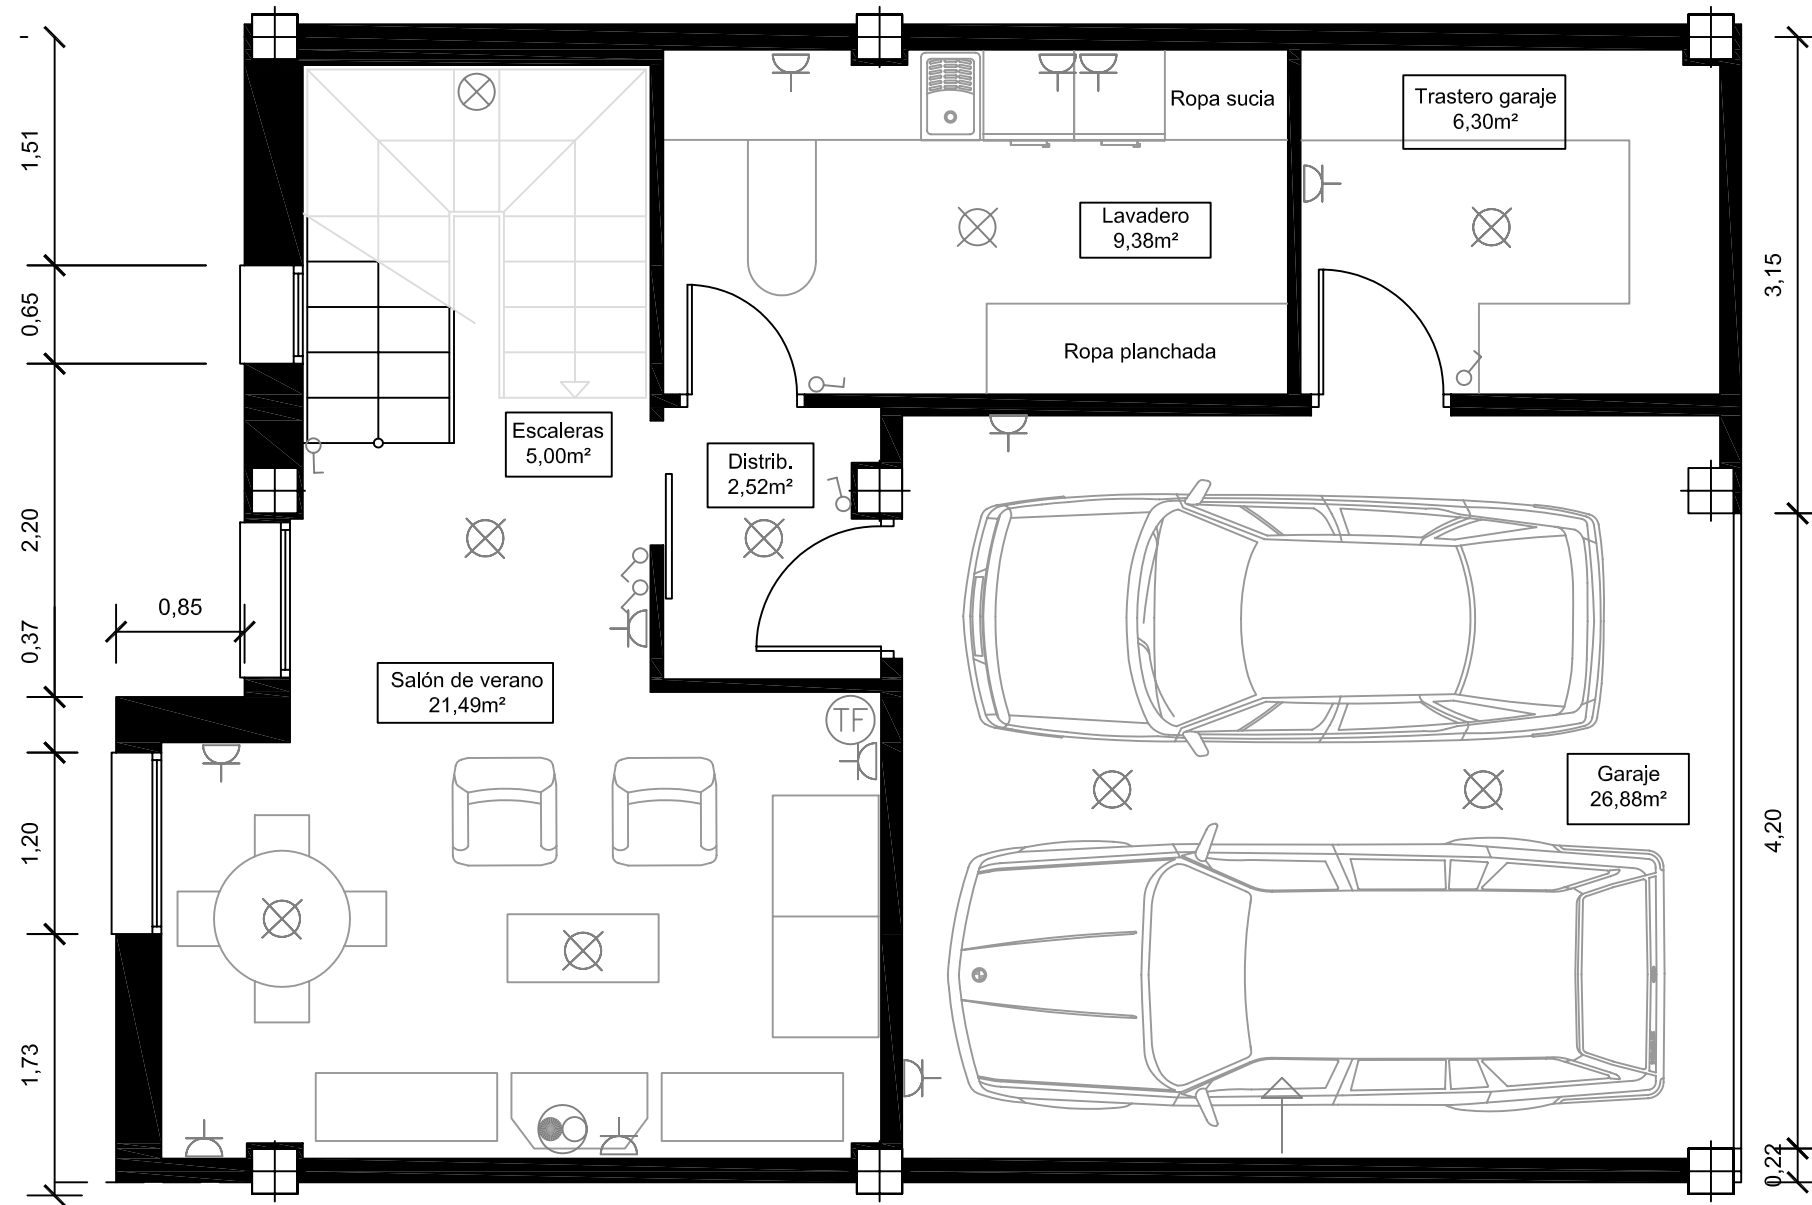 Ropa sucia
Trastero garaje
6,30m²
1,51
Lavadero
9,38m²
3,15
0,65
Ropa planchada
Escaleras
5,00m²
Distrib.
2,52m²
2,20
0,85
0,37
Salón de verano
21,49m²
TF
Garaje
26,88m²
1,20
4,20
1,73
0,22